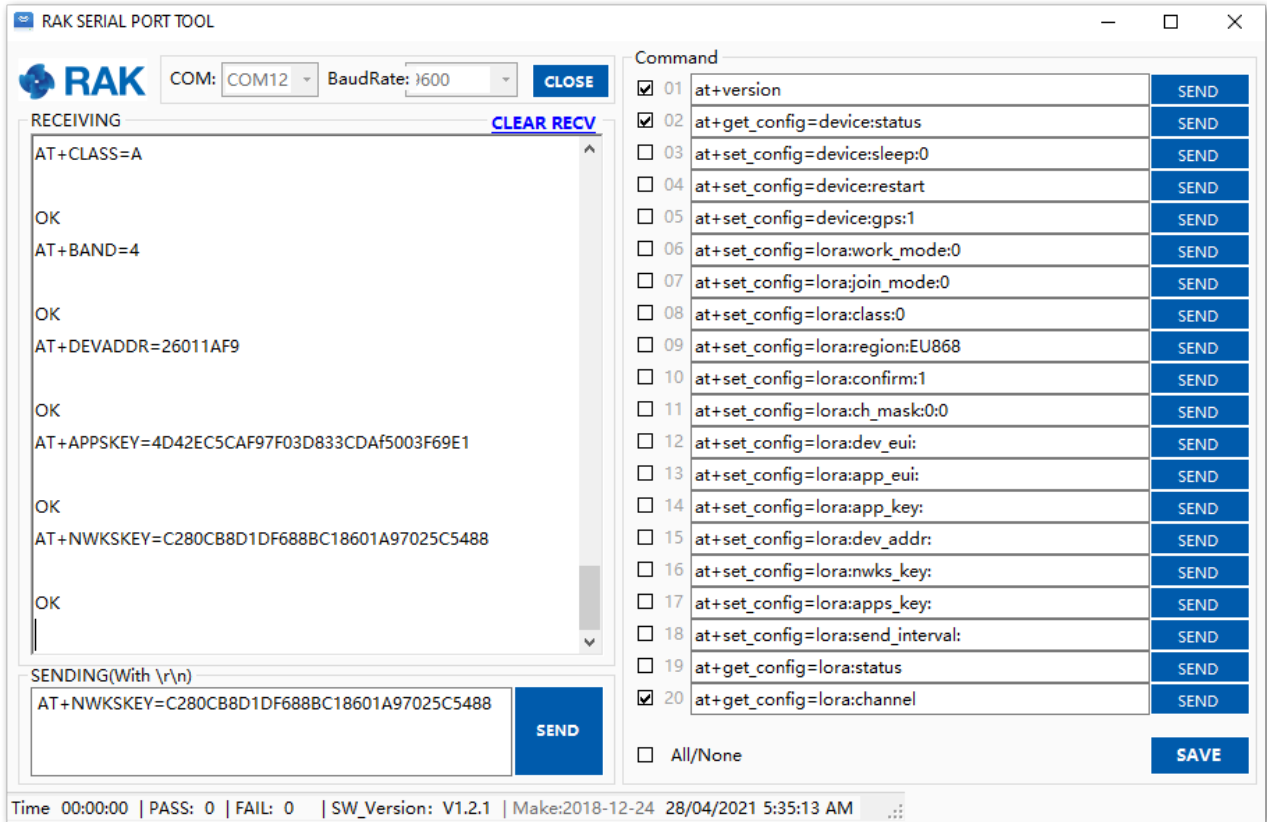 RAK SERIAL PORT TOOL
RAK
COM: COM12 BaudRate: 9600 CLOSE
RECEIVING CLEAR RECV
AT+CLASS=A
OK
AT+BAND=4
OK
AT+DEVADDR=26011AF9
OK
AT+APPSKEY=4D42EC5CAF97F03D833CDAf5003F69E1
OK
AT+NWKSKEY=C280CB8D1DF688BC18601A97025C5488
OK
SENDING(With \r\n)
AT+NWKSKEY=C280CB8D1DF688BC18601A97025C5488
SEND
Command
01 at+version SEND
02 at+get_config=device:status SEND
03 at+set_config=device:sleep:0 SEND
04 at+set_config=device:restart SEND
05 at+set_config=device:gps:1 SEND
06 at+set_config=lora:work_mode:0 SEND
07 at+set_config=lora:join_mode:0 SEND
08 at+set_config=lora:class:0 SEND
09 at+set_config=lora:region:EU868 SEND
10 at+set_config=lora:confirm:1 SEND
11 at+set_config=lora:ch_mask:0:0 SEND
12 at+set_config=lora:dev_eui: SEND
13 at+set_config=lora:app_eui: SEND
14 at+set_config=lora:app_key: SEND
15 at+set_config=lora:dev_addr: SEND
16 at+set_config=lora:nwks_key: SEND
17 at+set_config=lora:apps_key: SEND
18 at+set_config=lora:send_interval: SEND
19 at+get_config=lora:status SEND
20 at+get_config=lora:channel SEND
All/None SAVE
Time 00:00:00 | PASS: 0 | FAIL: 0 | SW_Version: V1.2.1 | Make:2018-12-24 28/04/2021 5:35:13 AM